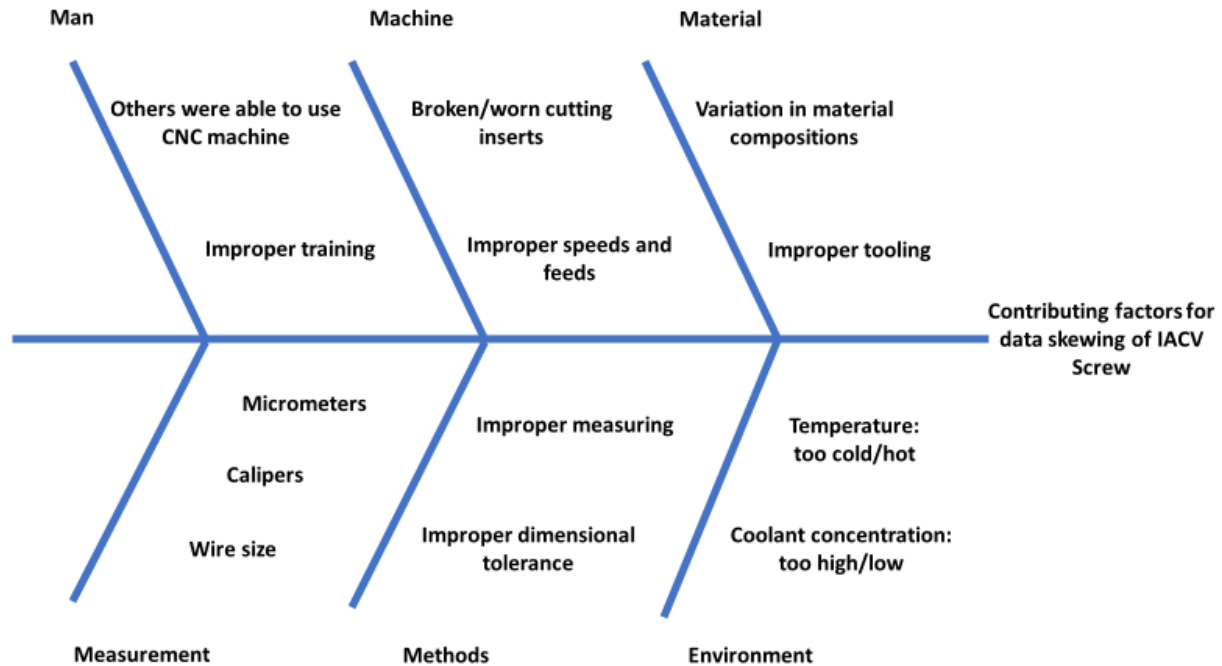 Man
Machine
Material
Others were able to use
CNC machine
Broken/worn cutting
inserts
Variation in material
compositions
Improper training
Improper speeds and
feeds
Improper tooling
Contributing factors for
data skewing of IACV
Screw
Micrometers
Calipers
Wire size
Improper measuring
Improper dimensional
tolerance
Temperature:
too cold/hot
Coolant concentration:
too high/low
Measurement
Methods
Environment